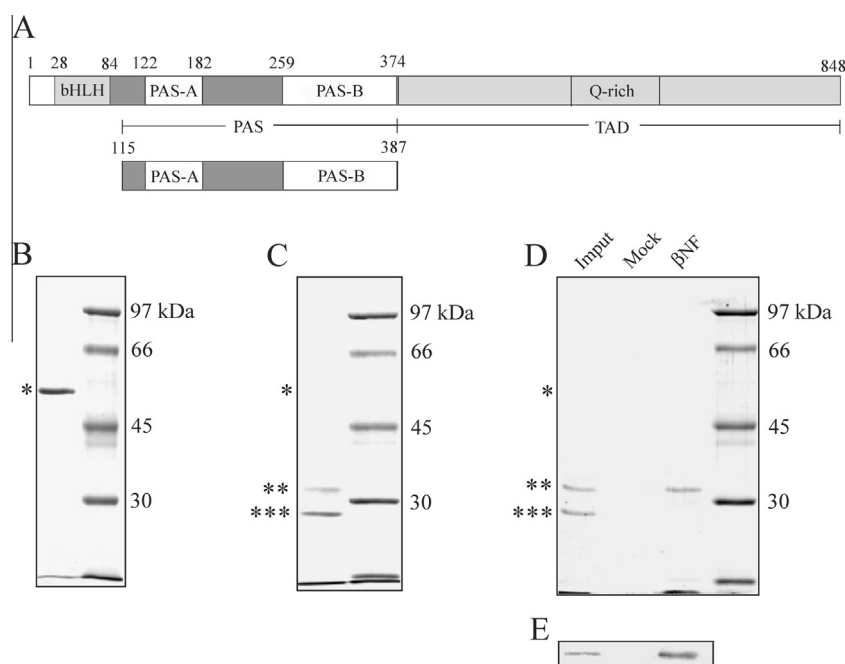 A
1 28 84 122 182 259 374 848
bHLH PAS-A PAS-B Q-rich
PAS TAD
115 387
PAS-A PAS-B
B
97 kDa
66
*
45
30
C
97 kDa
66
*
45
**
30
***
D
Imput Mock βNF
97 kDa
66
*
45
**
30
***
E